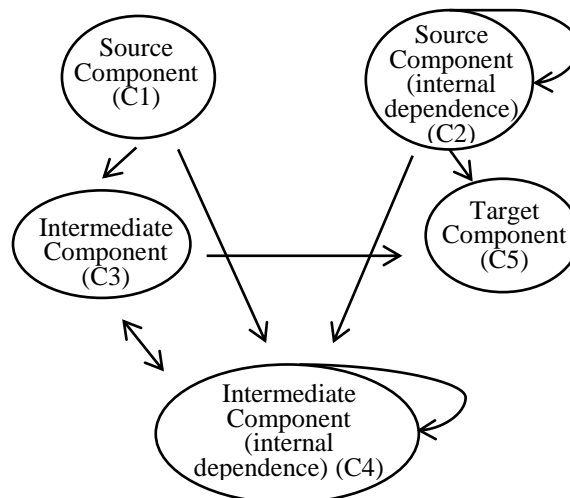 Source
Component
(C1)
Source
Component
(internal
dependence)
(C2)
Intermediate
Component
(C3)
Target
Component
(C5)
Intermediate
Component
(internal
dependence) (C4)